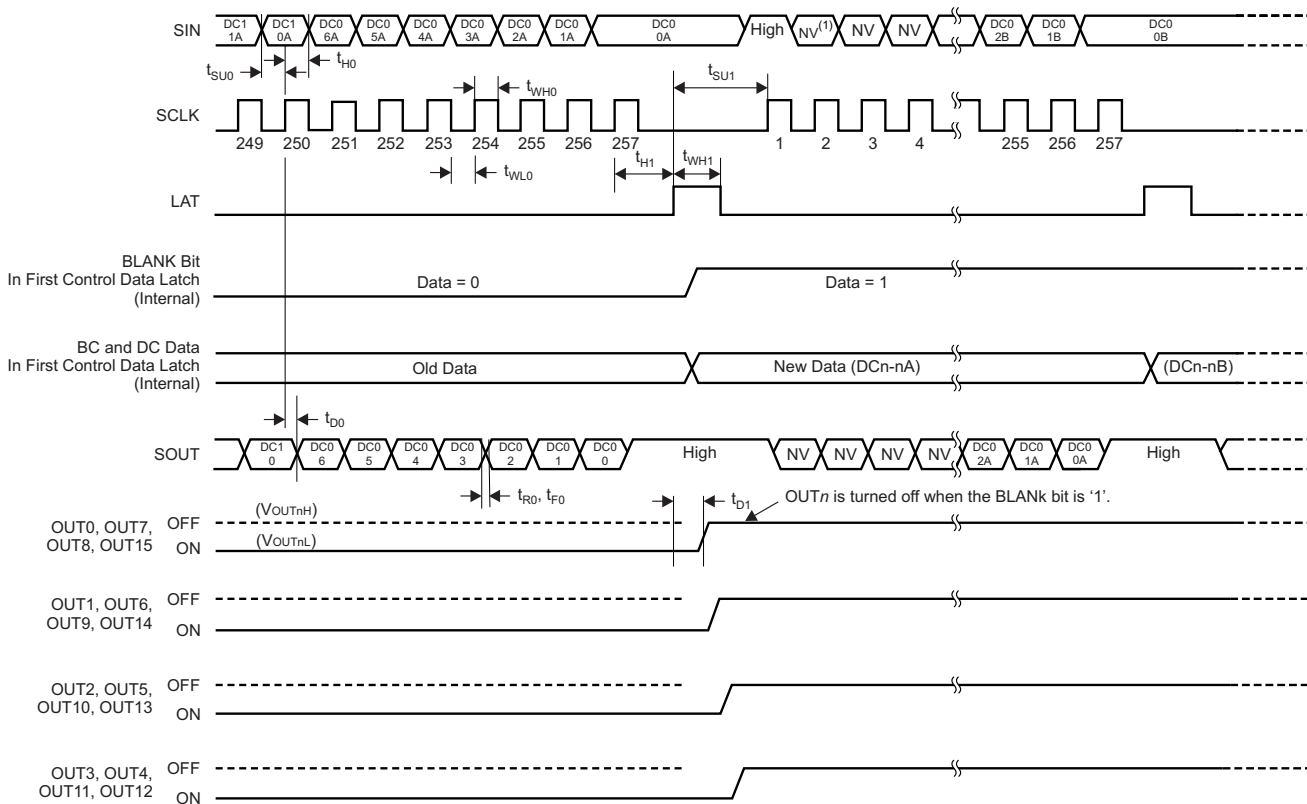 SIN
DC1 1A
DC1 0A
DC0 6A
DC0 5A
DC0 4A
DC0 3A
DC0 2A
DC0 1A
DC0 0A
High
NV(1)
NV
NV
DC0 2B
DC0 1B
DC0 0B
tSU0
tH0
tWH0
tSU1
SCLK
249
250
251
252
253
254
255
256
257
1
2
3
4
255
256
257
tWL0
tH1
tWH1
LAT
BLANK Bit
In First Control Data Latch
(Internal)
Data = 0
Data = 1
BC and DC Data
In First Control Data Latch
(Internal)
Old Data
New Data (DCn-nA)
(DCn-nB)
tD0
SOUT
DC1 0
DC0 6
DC0 5
DC0 4
DC0 3
DC0 2
DC0 1
DC0 0
High
NV
NV
NV
NV
DC0 2A
DC0 1A
DC0 0A
High
tR0, tF0
tD1
OUTn is turned off when the BLANk bit is ‘1’.
OUT0, OUT7,
OUT8, OUT15
OFF
(VOUTnH)
ON
(VOUTnL)
OUT1, OUT6,
OUT9, OUT14
OFF
ON
OUT2, OUT5,
OUT10, OUT13
OFF
ON
OUT3, OUT4,
OUT11, OUT12
OFF
ON